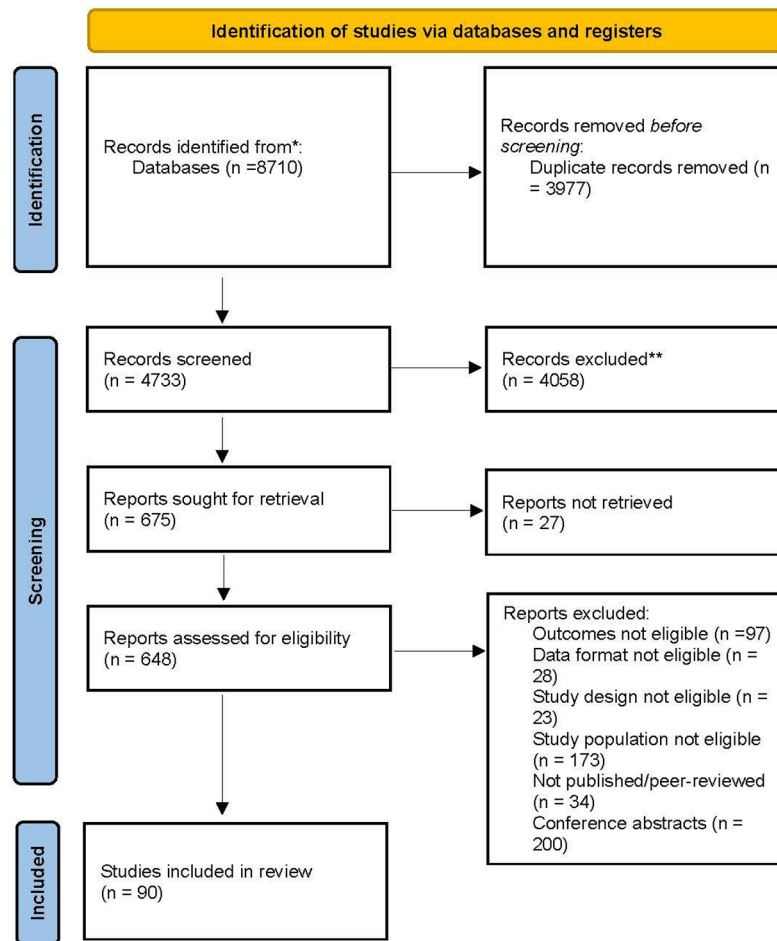 Identification of studies via databases and registers
Identification
Records identified from*:
Databases (n =8710)
Records removed before
screening:
Duplicate records removed (n
= 3977)
Screening
Records screened
(n = 4733)
Records excluded**
(n = 4058)
Reports sought for retrieval
(n = 675)
Reports not retrieved
(n = 27)
Reports assessed for eligibility
(n = 648)
Reports excluded:
Outcomes not eligible (n =97)
Data format not eligible (n =
28)
Study design not eligible (n =
23)
Study population not eligible
(n = 173)
Not published/peer-reviewed
(n = 34)
Conference abstracts (n =
200)
Included
Studies included in review
(n = 90)